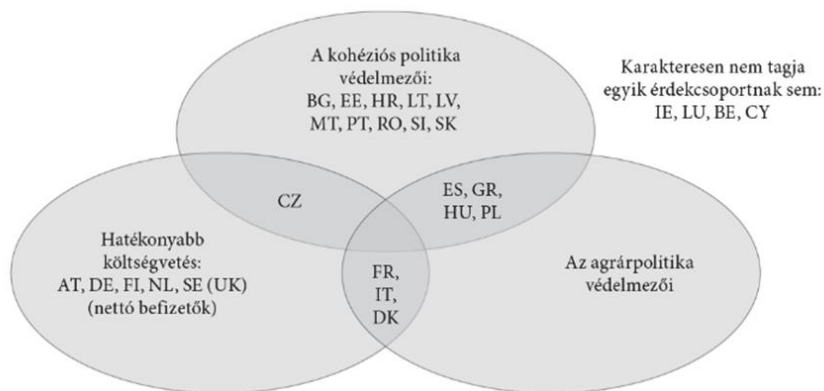 A kohéziós politika
védelmezői:
BG, EE, HR, LT, LV,
MT, PT, RO, SI, SK
Karakteresen nem tagja
egyik érdekcsoportnak sem:
IE, LU, BE, CY
CZ
ES, GR,
HU, PL
Hatékonyabb
költségvetés:
AT, DE, FI, NL, SE (UK)
(nettó befizetők)
FR,
IT,
DK
Az agrárpolitika
védelmezői